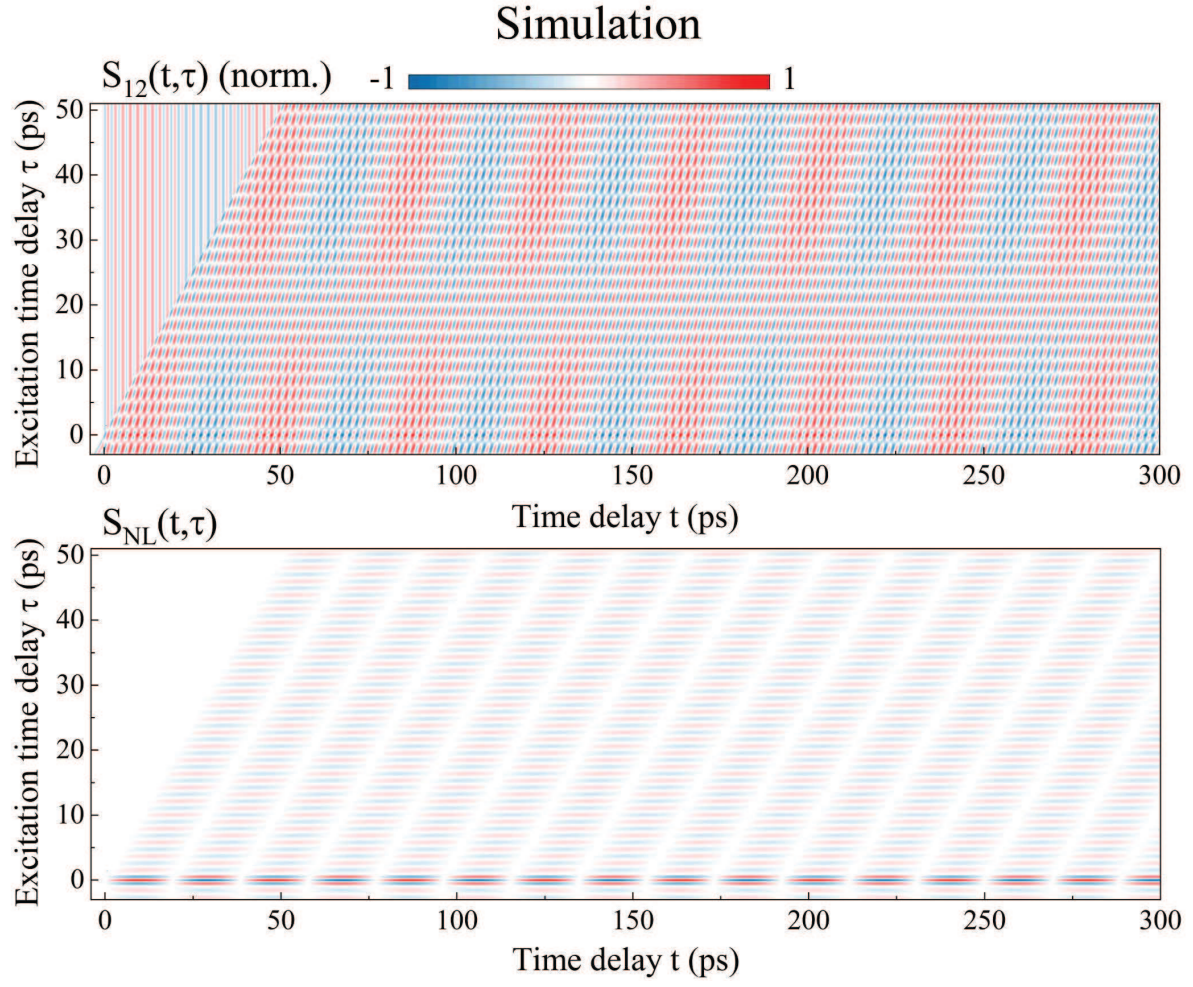 Simulation
S12(t,τ) (norm.) -1 1
Excitation time delay τ (ps)
50
40
30
20
10
0
0 50 100 150 200 250 300
Time delay t (ps)
SNL(t,τ)
Excitation time delay τ (ps)
50
40
30
20
10
0
0 50 100 150 200 250 300
Time delay t (ps)